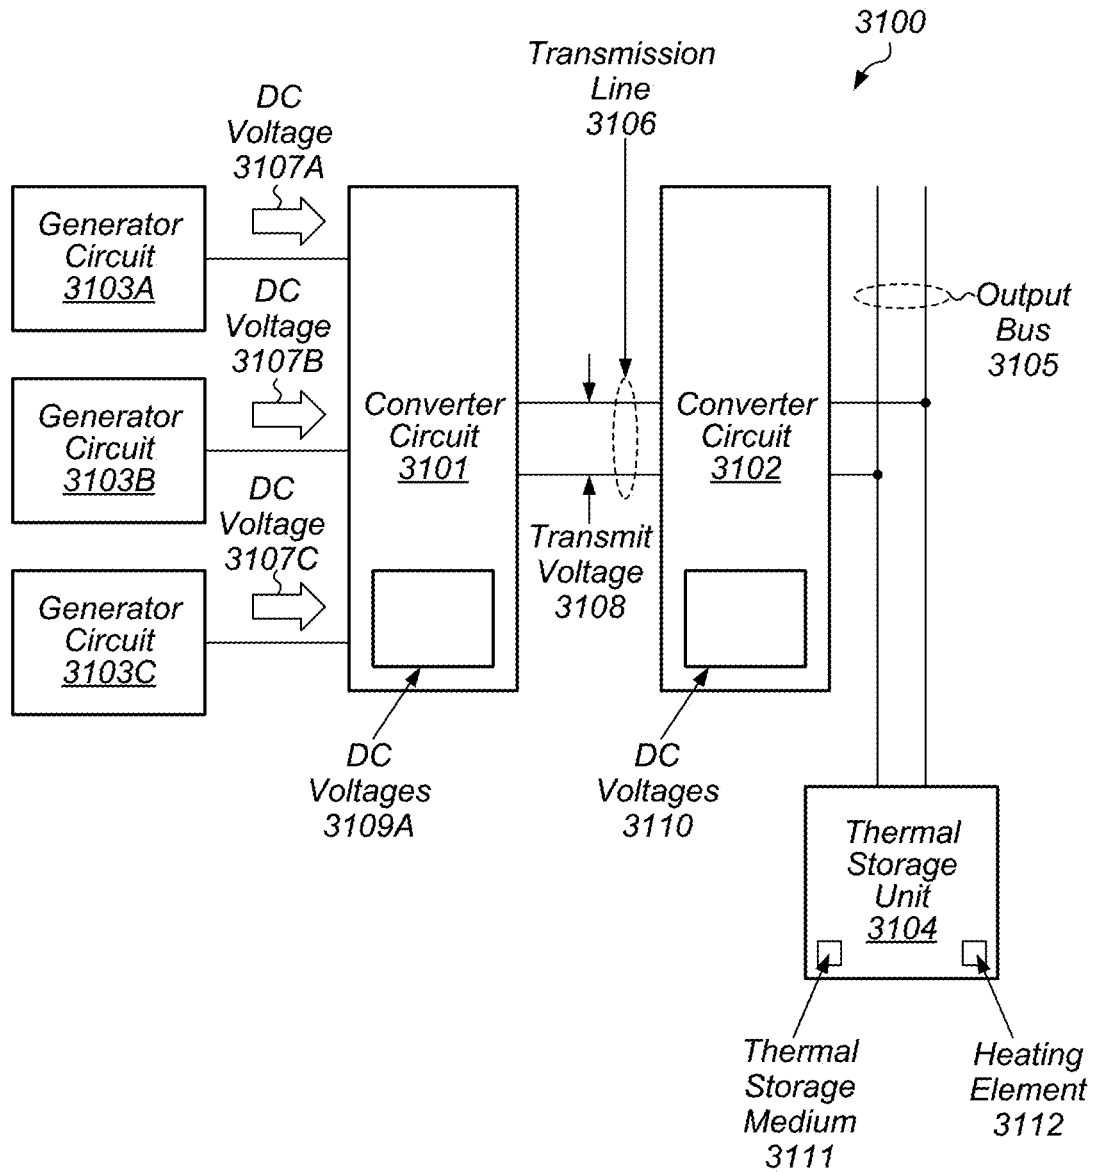 3100
Transmission
Line
3106
DC
Voltage
3107A
Generator
Circuit
3103A
DC
Voltage
3107B
Output
Bus
3105
Generator
Circuit
3103B
Converter
Circuit
3101
Converter
Circuit
3102
DC
Voltage
3107C
Transmit
Voltage
3108
Generator
Circuit
3103C
DC
Voltages
3109A
DC
Voltages
3110
Thermal
Storage
Unit
3104
Thermal
Storage
Medium
3111
Heating
Element
3112